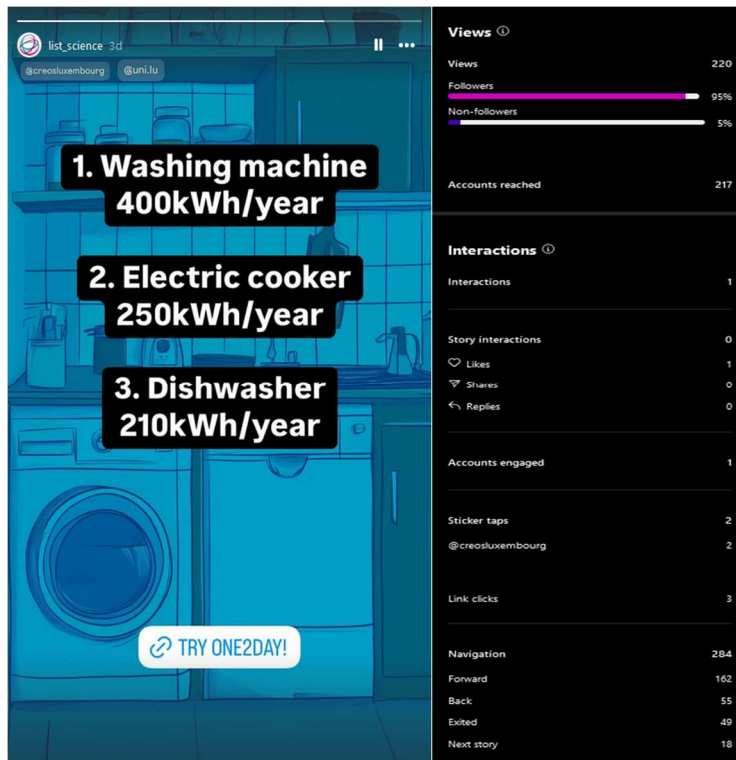 list_science 3d
@creosluxembourg @uni.lu
1. Washing machine
400kWh/year
2. Electric cooker
250kWh/year
3. Dishwasher
210kWh/year
TRY ONE2DAY!
Views
Views 220
Followers
95%
Non-followers
5%
Accounts reached 217
Interactions
Interactions 1
Story interactions 0
Likes 1
Shares 0
Replies 0
Accounts engaged 1
Sticker taps 2
@creosluxembourg 2
Link clicks 3
Navigation 284
Forward 162
Back 55
Exited 49
Next story 18